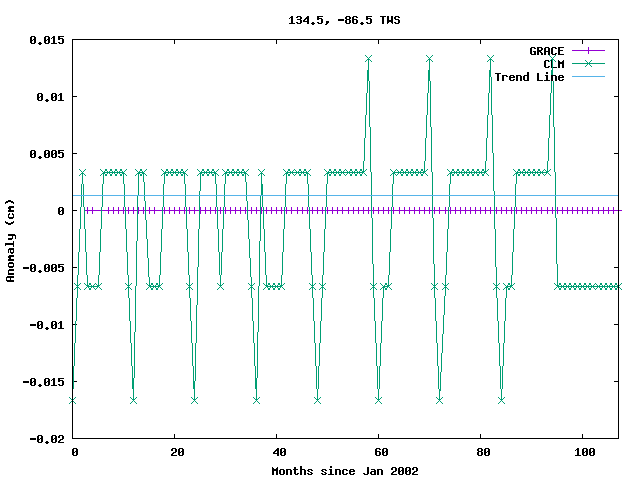 134.5, -86.5 TWS
GRACE
CLM
Trend Line
0.015
0.01
0.005
0
-0.005
-0.01
-0.015
-0.02
Anomaly (cm)
0 20 40 60 80 100
Months since Jan 2002